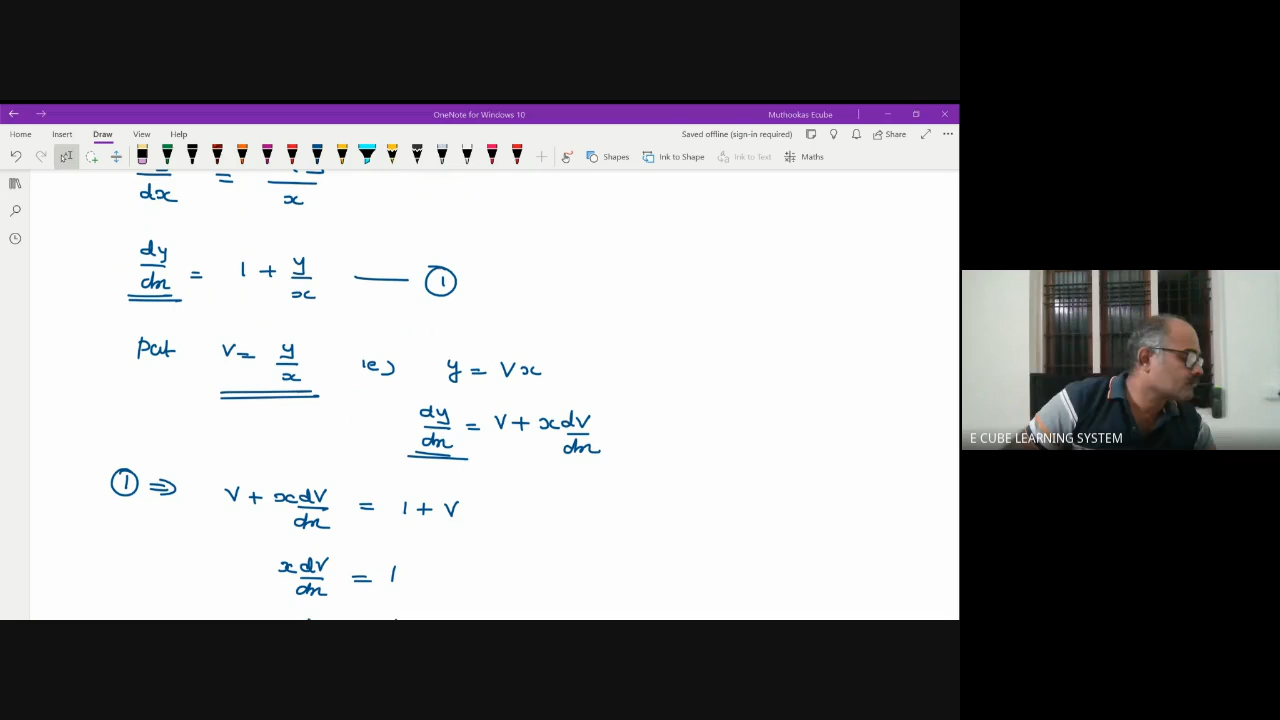 OneNote for Windows 10
Muthookas Ecube
Home Insert Draw View Help
Saved offline (sign-in required) Share
Shapes Ink to Shape Ink to Text Maths
dx = x
dy/dx = 1 + y/x —— ①
Put v = y/x ie) y = vx
dy/dx = v + x dv/dx
① ⇒ v + x dv/dx = 1 + v
x dv/dx = 1
E CUBE LEARNING SYSTEM